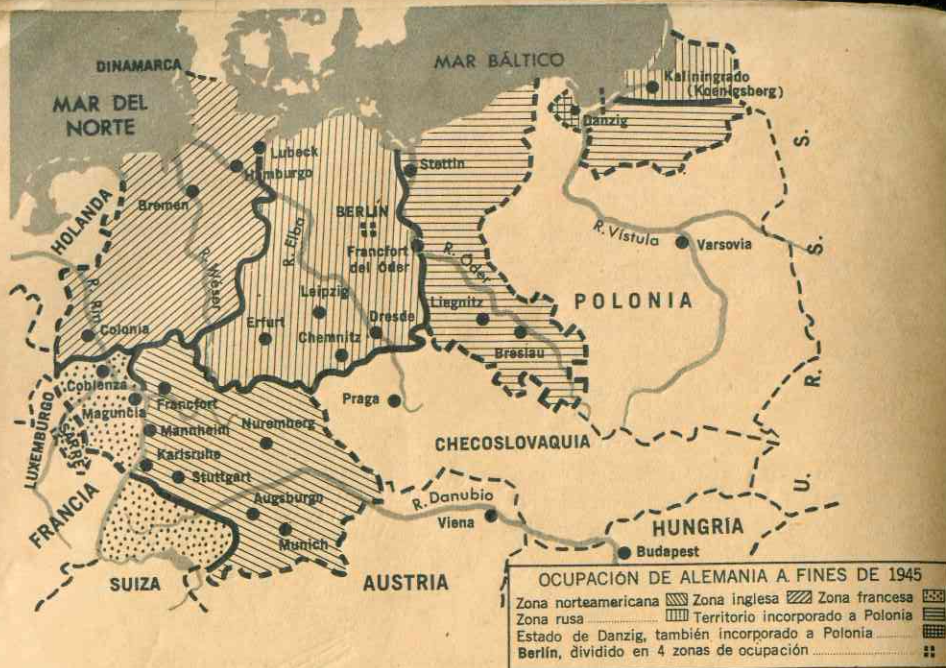 DINAMARCA
MAR DEL
NORTE
MAR BÁLTICO
Kaliningrado
(Koenigsberg)
Danzig
Lubeck
Hamburgo
Stettin
Bremen
HOLANDA
BERLÍN
R. Elba
R. Weser
R. Rin
Francfort
del Oder
R. Oder
R. Vístula
Varsovia
U. R. S. S.
Leipzig
Liegnitz
POLONIA
Colonia
Erfurt
Chemnitz
Dresde
Breslau
Coblenza
Maguncia
Francfort
Praga
LUXEMBURGO
SARRE
Mannheim
Nuremberg
CHECOSLOVAQUIA
Karlsruhe
Stuttgart
FRANCIA
Augsburgo
R. Danubio
Viena
HUNGRIA
Munich
Budapest
SUIZA
AUSTRIA
OCUPACIÓN DE ALEMANIA A FINES DE 1945
Zona norteamericana Zona inglesa Zona francesa
Zona rusa Territorio incorporado a Polonia
Estado de Danzig, también incorporado a Polonia
Berlín, dividido en 4 zonas de ocupación